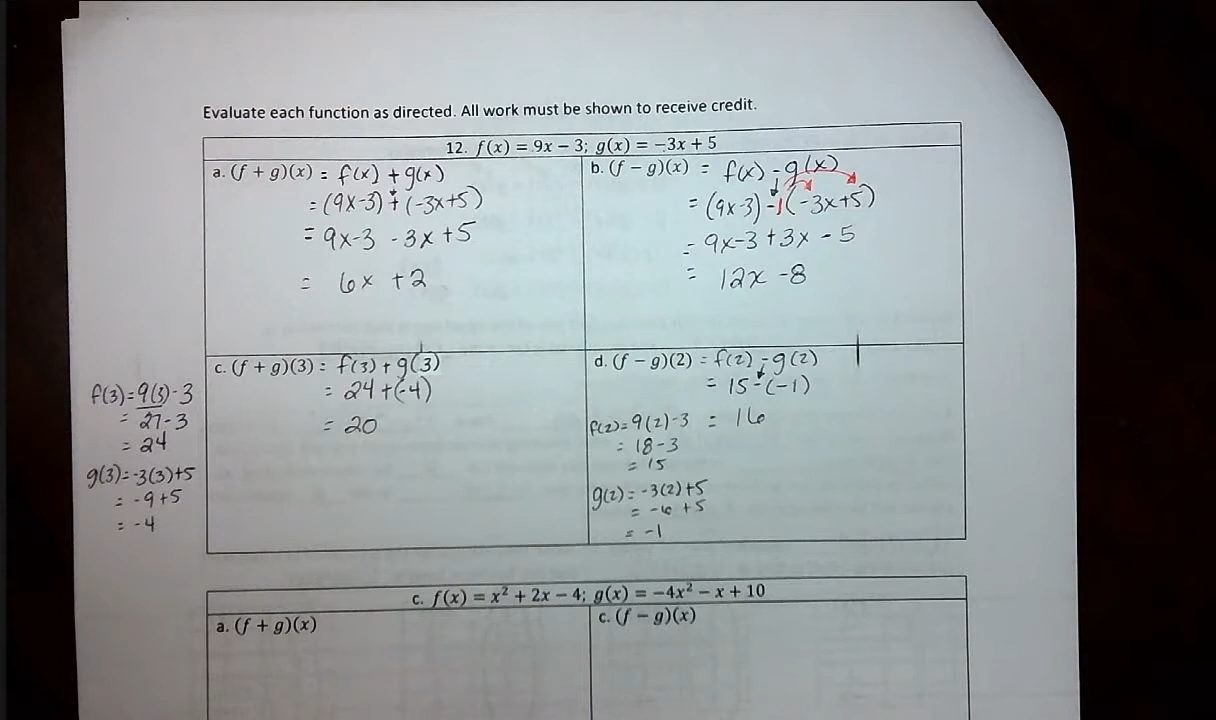 Evaluate each function as directed. All work must be shown to receive credit.
12. f(x) = 9x − 3; g(x) = −3x + 5
a. (f + g)(x) = f(x) + g(x)
= (9x-3) + (-3x+5)
= 9x-3 -3x+5
= 6x +2
b. (f − g)(x) = f(x) - g(x)
= (9x-3) -1(-3x+5)
= 9x-3+3x-5
= 12x -8
c. (f + g)(3) = f(3) + g(3)
= 24+(-4)
= 20
f(3)=9(3)-3
= 27-3
= 24
g(3)=-3(3)+5
= -9+5
= -4
d. (f − g)(2) = f(2) - g(2)
= 15-(-1)
= 16
f(2)=9(2)-3
= 18-3
= 15
g(2)= -3(2)+5
= -6+5
= -1
c. f(x) = x² + 2x − 4; g(x) = −4x² − x + 10
a. (f + g)(x)
c. (f − g)(x)